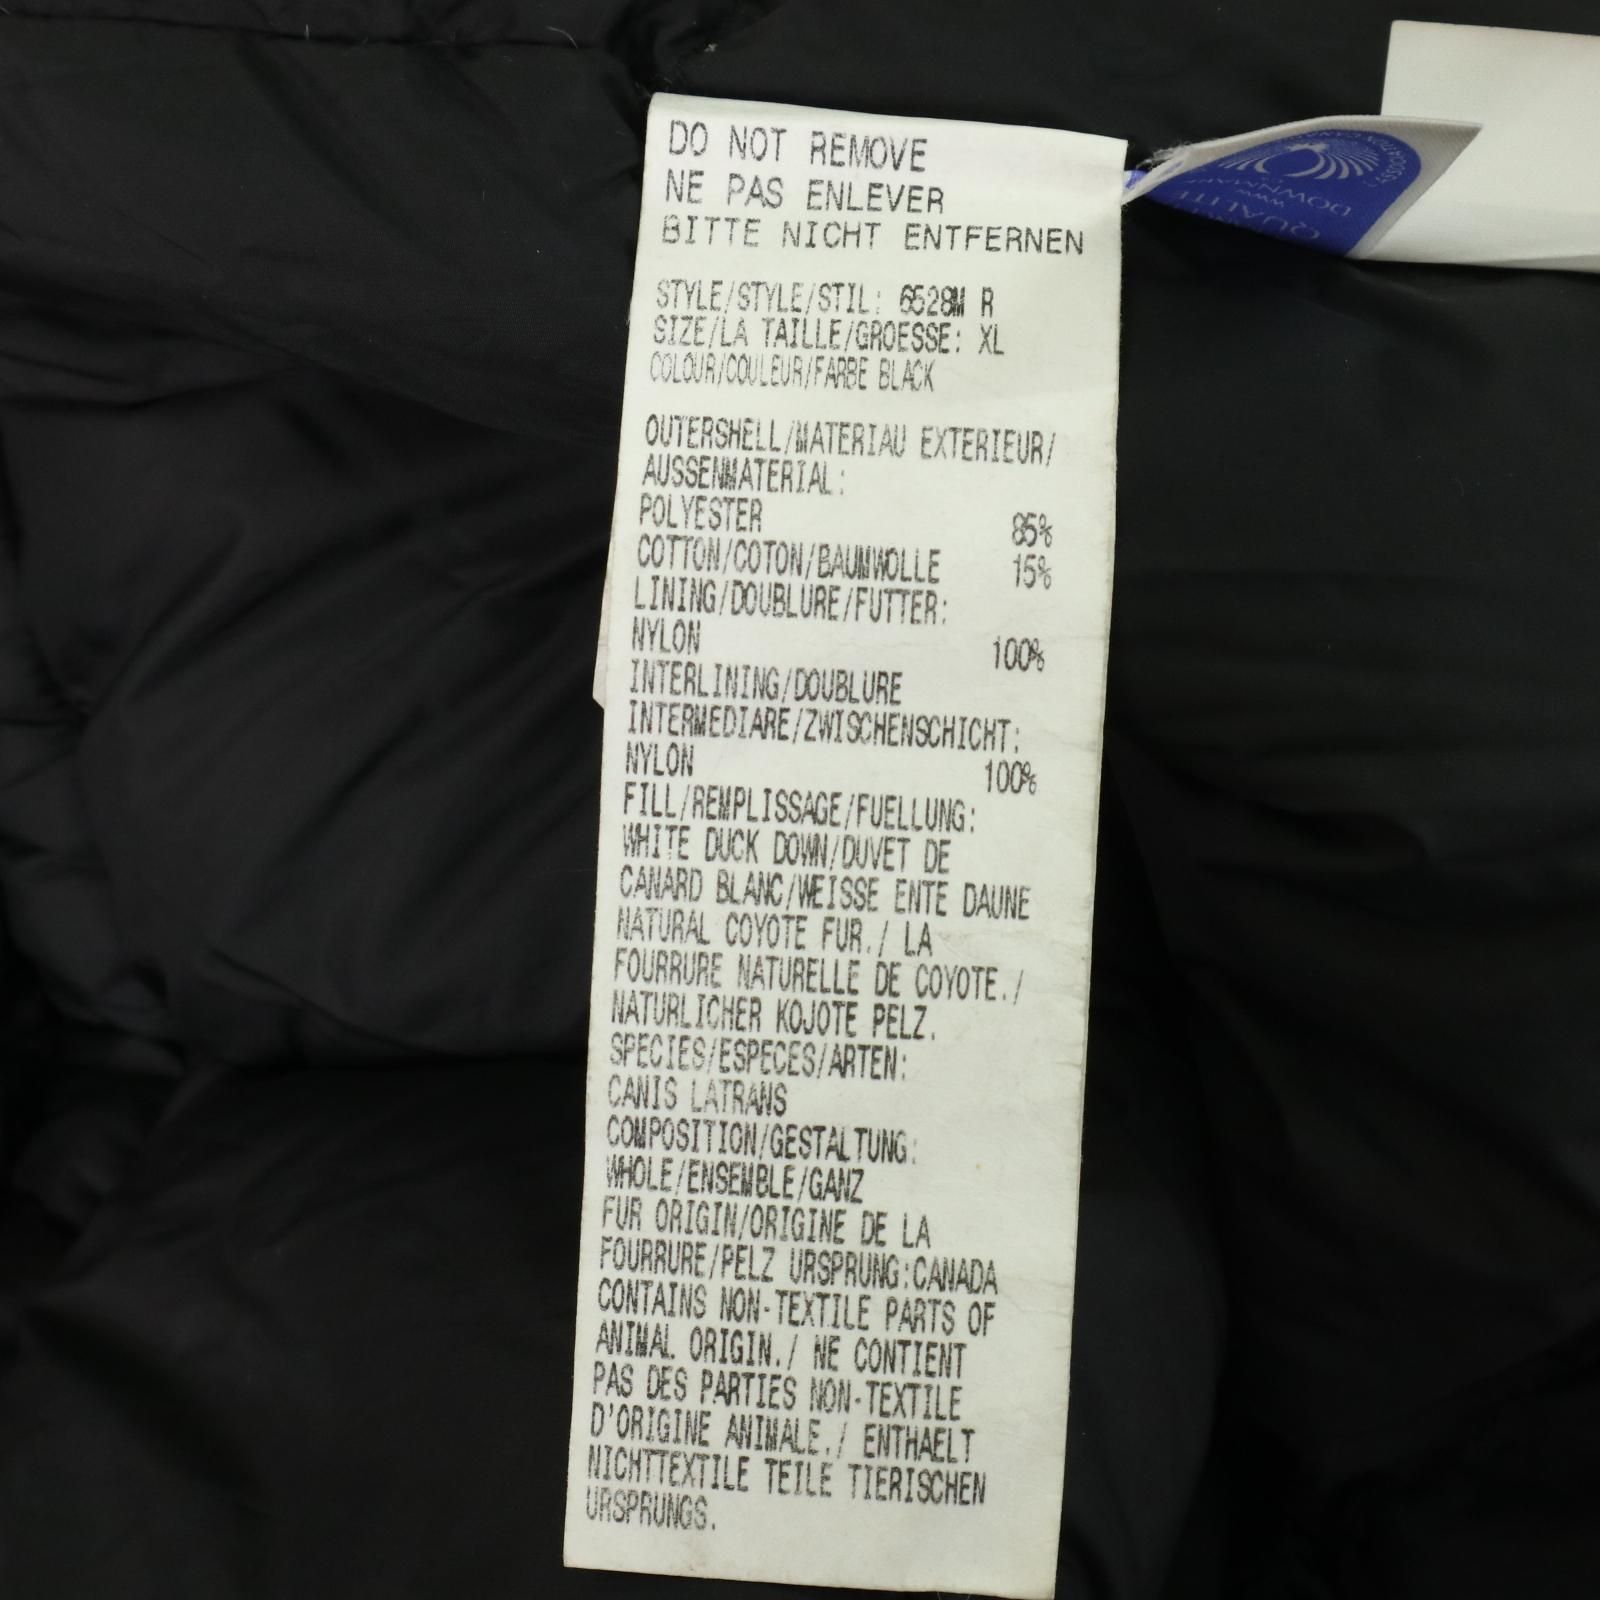 DO NOT REMOVE
NE PAS ENLEVER
BITTE NICHT ENTFERNEN
STYLE/STYLE/STIL: 6528M R
SIZE/LA TAILLE/GROESSE: XL
COLOUR/COULEUR/FARBE BLACK
OUTERSHELL/MATERIAU EXTERIEUR/
AUSSENMATERIAL:
POLYESTER 85%
COTTON/COTON/BAUMWOLLE 15%
LINING/DOUBLURE/FUTTER:
NYLON 100%
INTERLINING/DOUBLURE
INTERMEDIARE/ZWISCHENSCHICHT:
NYLON 100%
FILL/REMPLISSAGE/FUELLUNG:
WHITE DUCK DOWN/DUVET DE
CANARD BLANC/WEISSE ENTE DAUNE
NATURAL COYOTE FUR./ LA
FOURRURE NATURELLE DE COYOTE./
NATURLICHER KOJOTE PELZ.
SPECIES/ESPECES/ARTEN:
CANIS LATRANS
COMPOSITION/GESTALTUNG:
WHOLE/ENSEMBLE/GANZ
FUR ORIGIN/ORIGINE DE LA
FOURRURE/PELZ URSPRUNG:CANADA
CONTAINS NON-TEXTILE PARTS OF
ANIMAL ORIGIN./ NE CONTIENT
PAS DES PARTIES NON-TEXTILE
D'ORIGINE ANIMALE./ ENTHAELT
NICHTTEXTILE TEILE TIERISCHEN
URSPRUNGS.
L'ASSOCIATION
DOWN
WWW